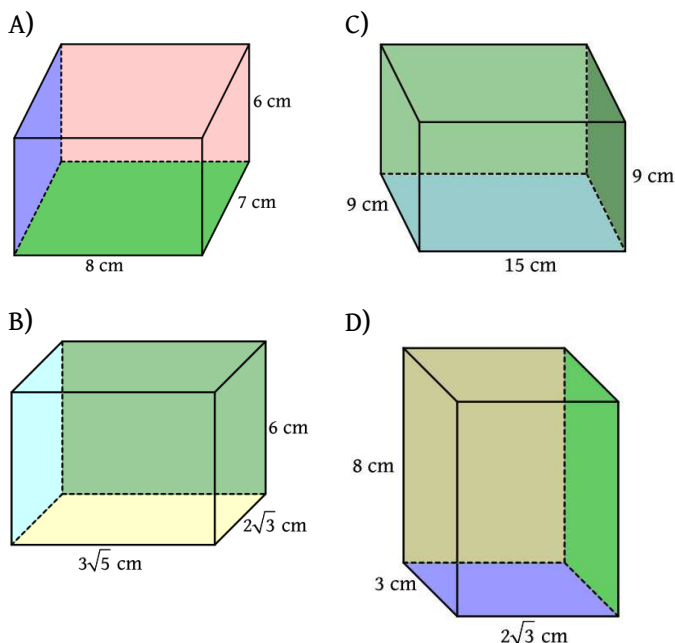 A)
6 cm
7 cm
8 cm
C)
9 cm
9 cm
15 cm
B)
6 cm
2√3 cm
3√5 cm
D)
8 cm
3 cm
2√3 cm